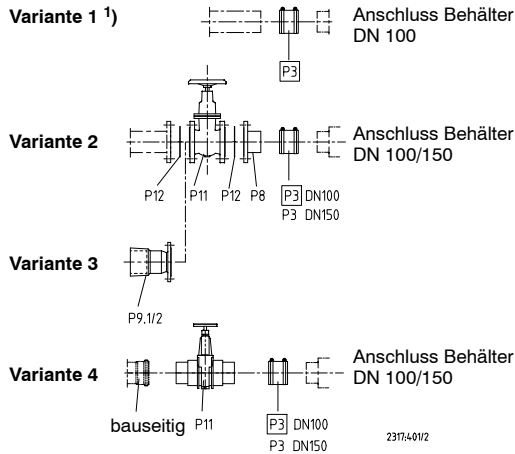 Variante 1 1)
Anschluss Behälter
DN 100
P3
Variante 2
Anschluss Behälter
DN 100/150
P12 P11 P12 P8 P3 DN100
P3 DN150
Variante 3
P9.1/2
Variante 4
Anschluss Behälter
DN 100/150
bauseitig P11 P3 DN100
P3 DN150
2317.401/2